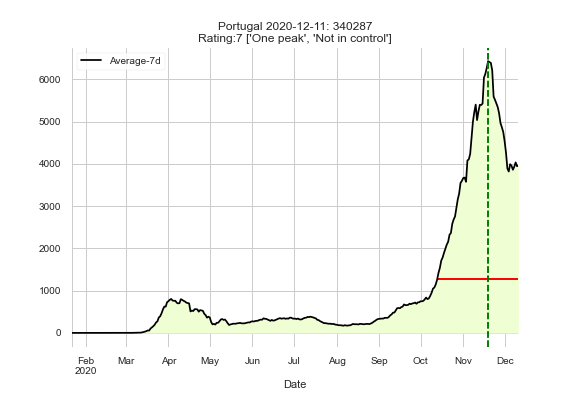 Portugal 2020-12-11: 340287
Rating:7 ['One peak', 'Not in control']
Average-7d
6000
5000
4000
3000
2000
1000
0
Feb Mar Apr May Jun Jul Aug Sep Oct Nov Dec
2020
Date